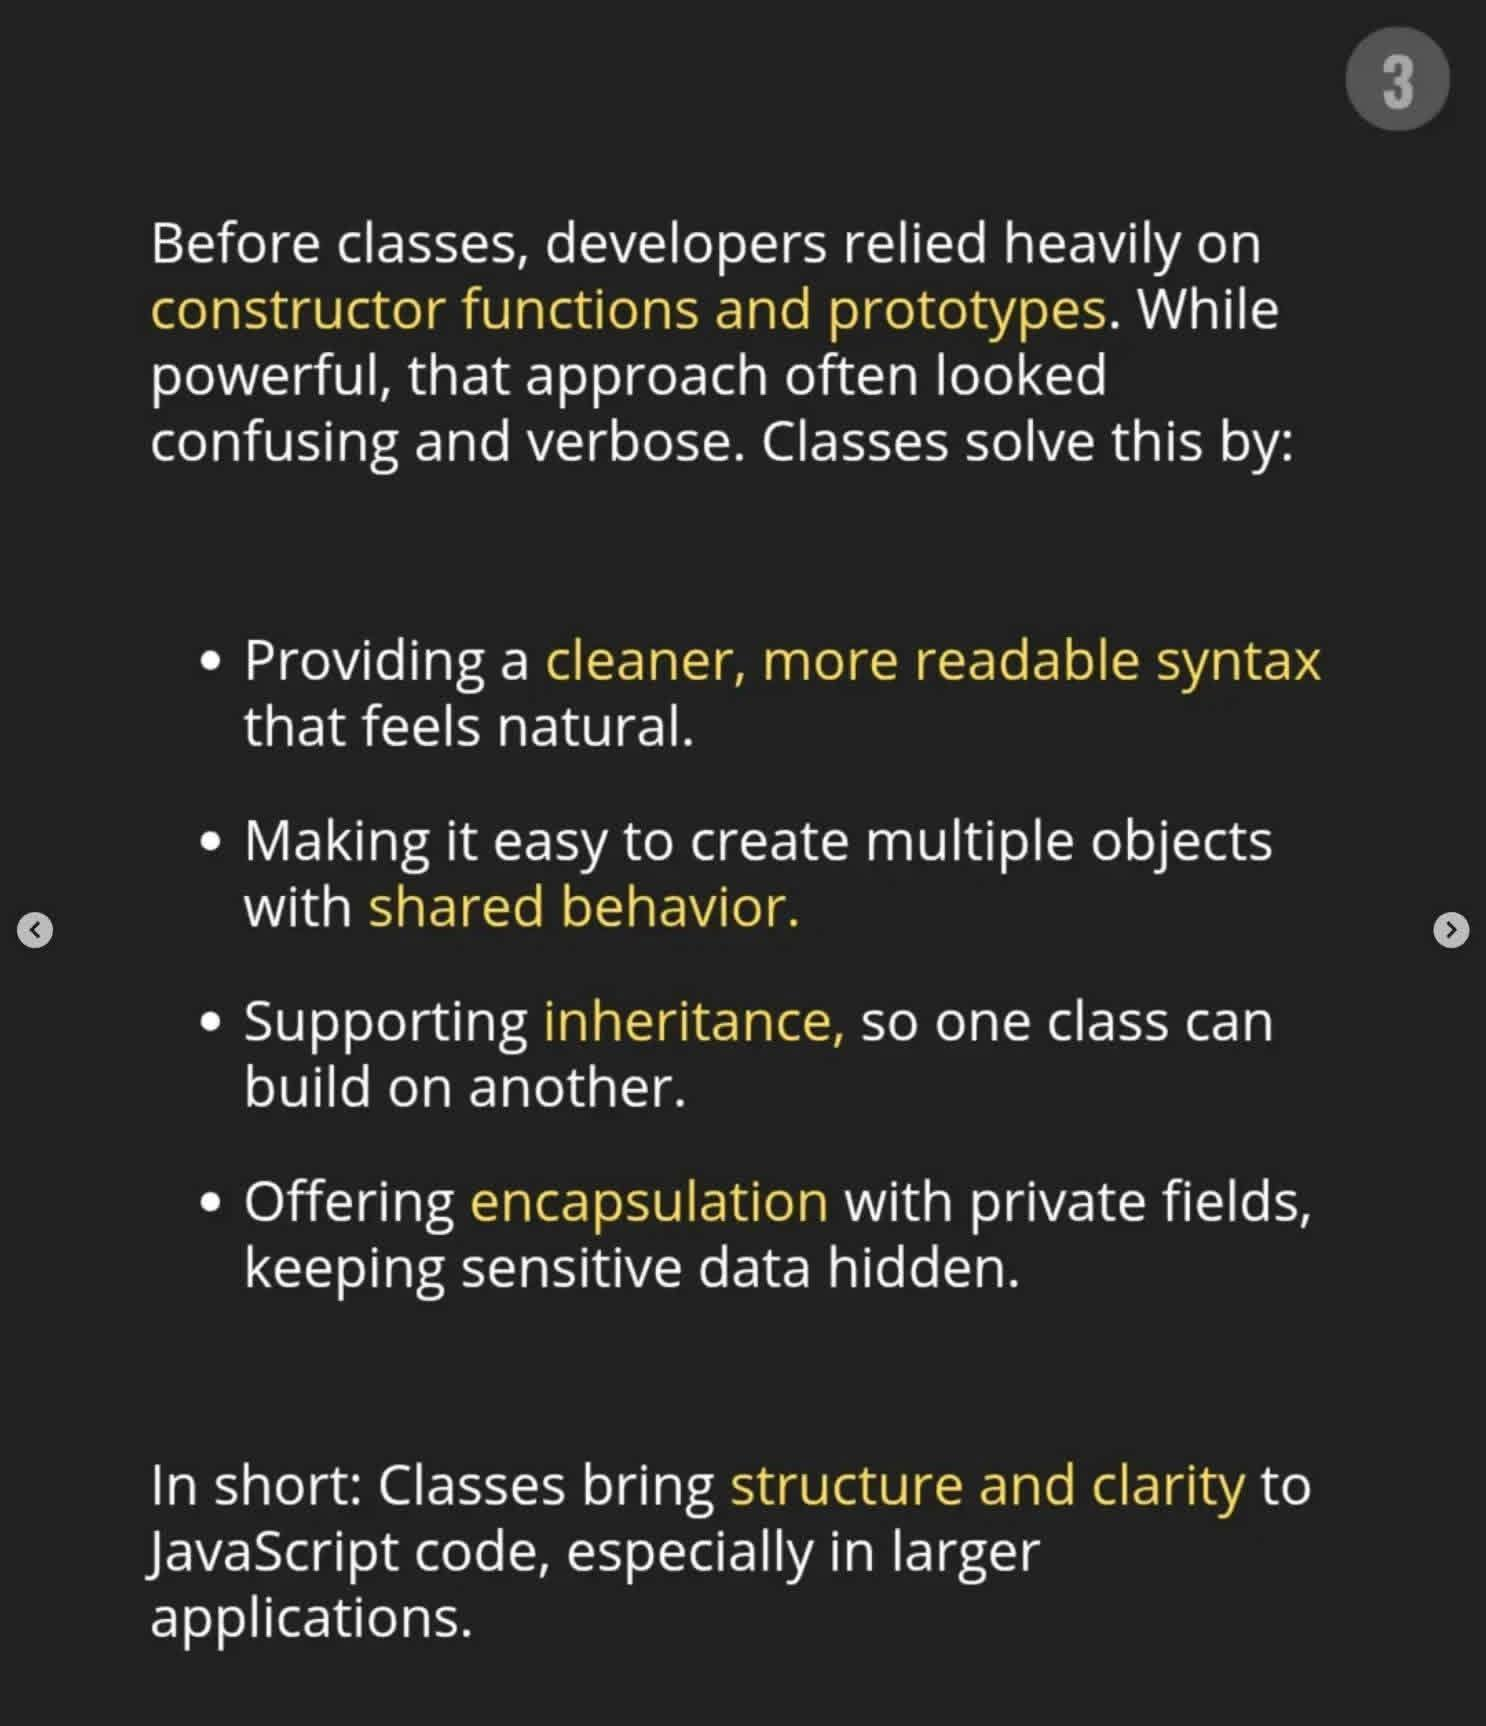 3
Before classes, developers relied heavily on
constructor functions and prototypes. While
powerful, that approach often looked
confusing and verbose. Classes solve this by:
• Providing a cleaner, more readable syntax
that feels natural.
• Making it easy to create multiple objects
with shared behavior.
• Supporting inheritance, so one class can
build on another.
• Offering encapsulation with private fields,
keeping sensitive data hidden.
In short: Classes bring structure and clarity to
JavaScript code, especially in larger
applications.